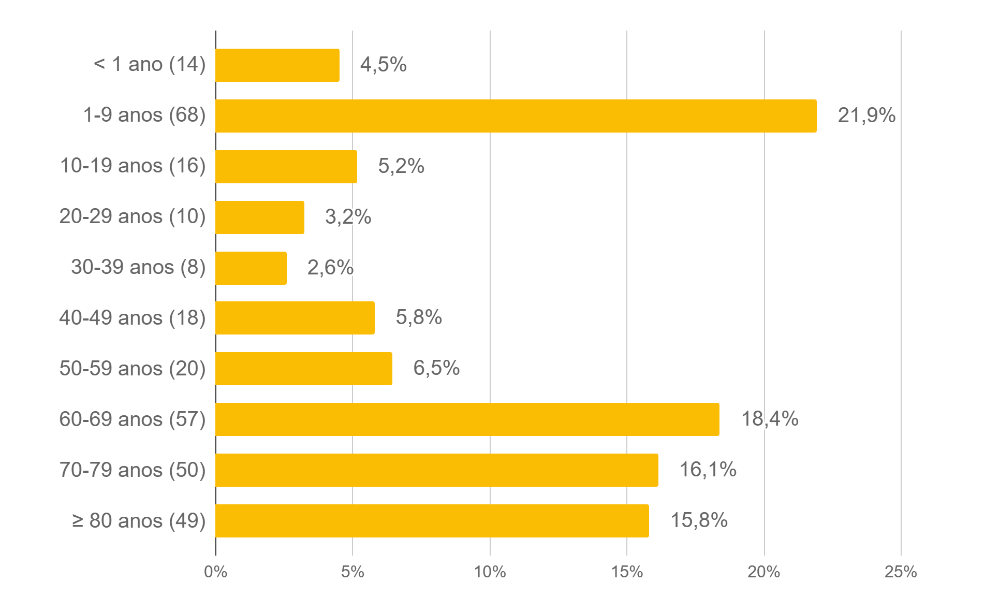 < 1 ano (14) 4,5%
1-9 anos (68) 21,9%
10-19 anos (16) 5,2%
20-29 anos (10) 3,2%
30-39 anos (8) 2,6%
40-49 anos (18) 5,8%
50-59 anos (20) 6,5%
60-69 anos (57) 18,4%
70-79 anos (50) 16,1%
≥ 80 anos (49) 15,8%
0% 5% 10% 15% 20% 25%